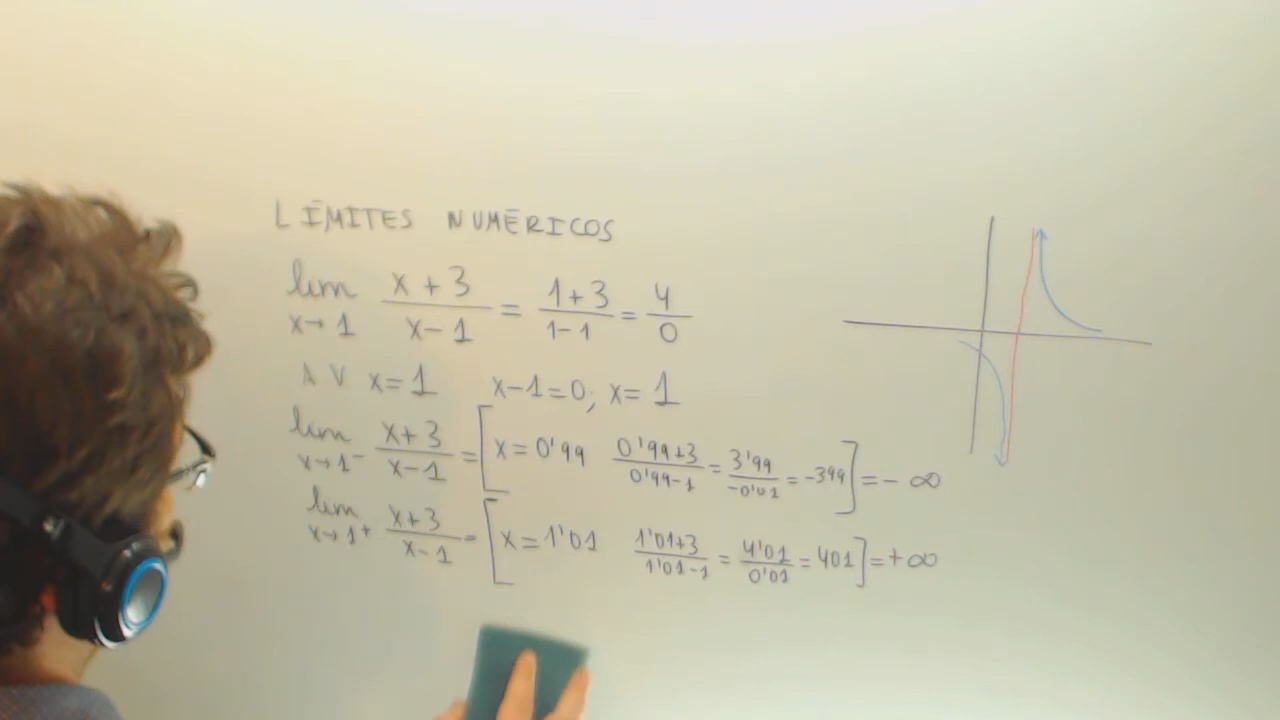 LÍMITES NUMÉRICOS
lim x→1 x+3/x-1 = 1+3/1-1 = 4/0
A V x=1 x-1=0; x=1
lim x→1⁻ x+3/x-1 = [x=0'99 0'99+3/0'99-1 = 3'99/-0'01 = -399] = -∞
lim x→1⁺ x+3/x-1 = [x=1'01 1'01+3/1'01-1 = 4'01/0'01 = 401] = +∞